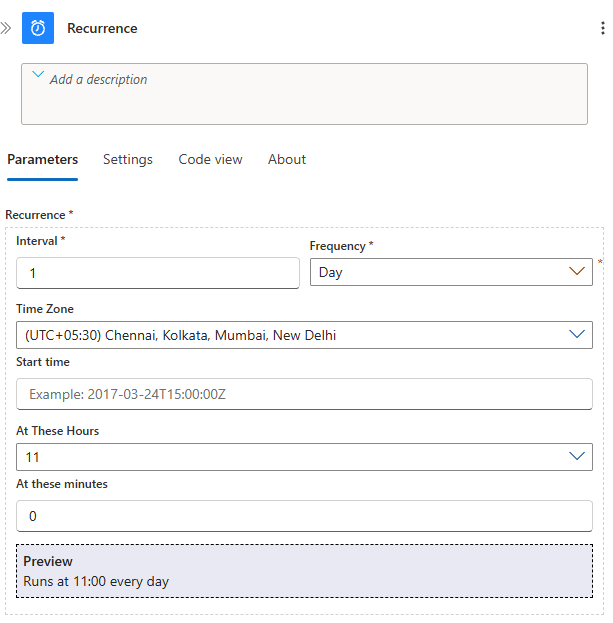 Recurrence
Add a description
Parameters Settings Code view About
Recurrence *
Interval *
Frequency *
1
Day
*
Time Zone
(UTC+05:30) Chennai, Kolkata, Mumbai, New Delhi
Start time
Example: 2017-03-24T15:00:00Z
At These Hours
11
At these minutes
0
Preview
Runs at 11:00 every day